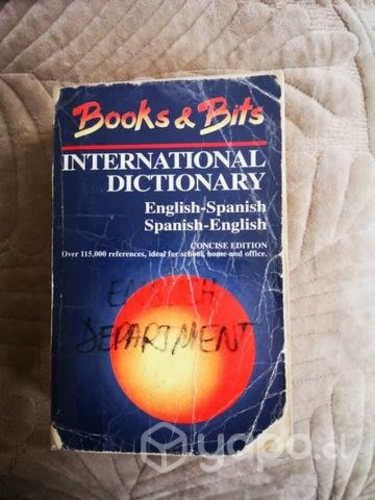 Books & Bits
INTERNATIONAL
DICTIONARY
English-Spanish
Spanish-English
CONCISE EDITION
Over 115,000 references, ideal for school, home and office.
ENGLISH
DEPARTMENT
yapo.cl